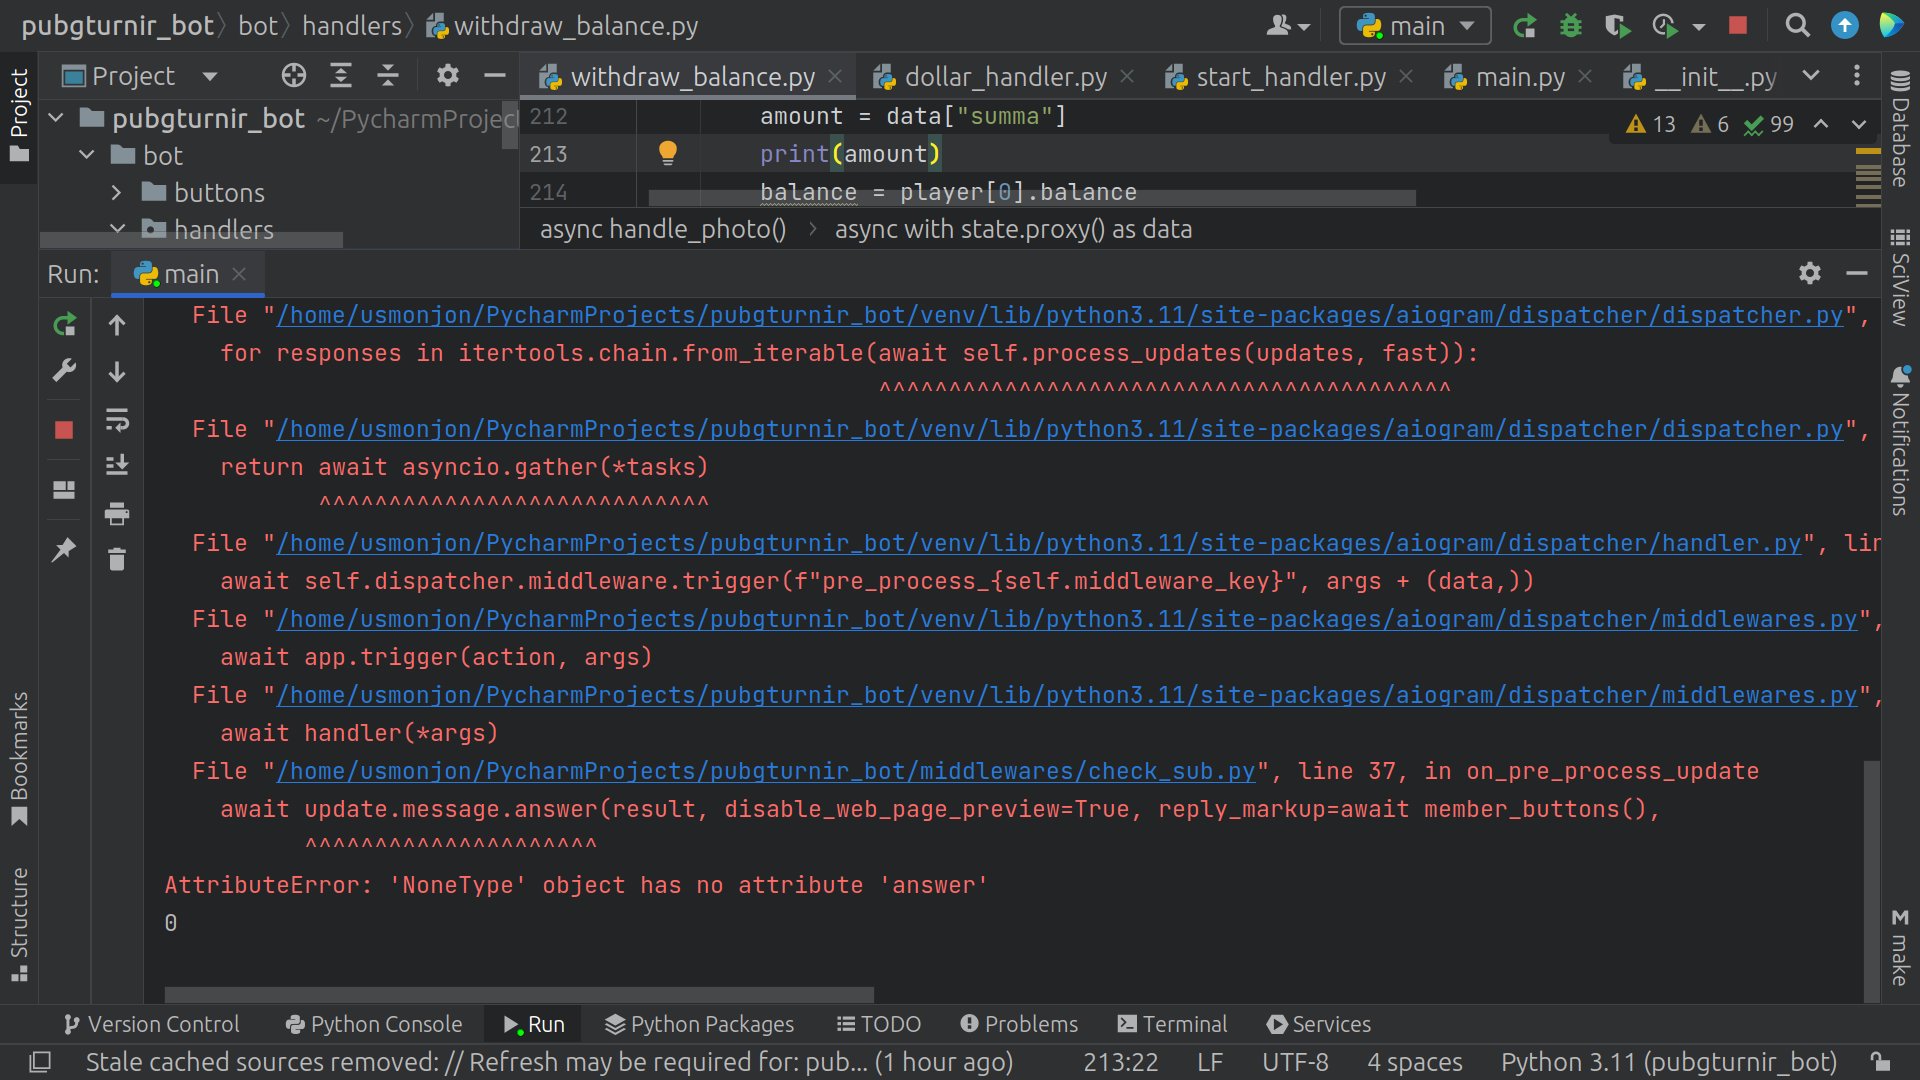 pubgturnir_bot bot handlers withdraw_balance.py main
Project
Project
withdraw_balance.py dollar_handler.py start_handler.py main.py __init__.py
pubgturnir_bot ~/PycharmProjec
bot
buttons
handlers
212 amount = data["summa"]
213 print(amount)
214 balance = player[0].balance
13 6 99
async handle_photo() async with state.proxy() as data
Run: main
File "/home/usmonjon/PycharmProjects/pubgturnir_bot/venv/lib/python3.11/site-packages/aiogram/dispatcher/dispatcher.py",
for responses in itertools.chain.from_iterable(await self.process_updates(updates, fast)):
^^^^^^^^^^^^^^^^^^^^^^^^^^^^^^^^^^^^^^^^^
File "/home/usmonjon/PycharmProjects/pubgturnir_bot/venv/lib/python3.11/site-packages/aiogram/dispatcher/dispatcher.py",
return await asyncio.gather(*tasks)
^^^^^^^^^^^^^^^^^^^^^^^^^^^^
File "/home/usmonjon/PycharmProjects/pubgturnir_bot/venv/lib/python3.11/site-packages/aiogram/dispatcher/handler.py", lin
await self.dispatcher.middleware.trigger(f"pre_process_{self.middleware_key}", args + (data,))
File "/home/usmonjon/PycharmProjects/pubgturnir_bot/venv/lib/python3.11/site-packages/aiogram/dispatcher/middlewares.py",
await app.trigger(action, args)
File "/home/usmonjon/PycharmProjects/pubgturnir_bot/venv/lib/python3.11/site-packages/aiogram/dispatcher/middlewares.py",
await handler(*args)
File "/home/usmonjon/PycharmProjects/pubgturnir_bot/middlewares/check_sub.py", line 37, in on_pre_process_update
await update.message.answer(result, disable_web_page_preview=True, reply_markup=await member_buttons(),
^^^^^^^^^^^^^^^^^^^^^
AttributeError: 'NoneType' object has no attribute 'answer'
0
Bookmarks
Structure
Database
SciView
Notifications
make
Version Control Python Console Run Python Packages TODO Problems Terminal Services
Stale cached sources removed: // Refresh may be required for: pub... (1 hour ago) 213:22 LF UTF-8 4 spaces Python 3.11 (pubgturnir_bot)